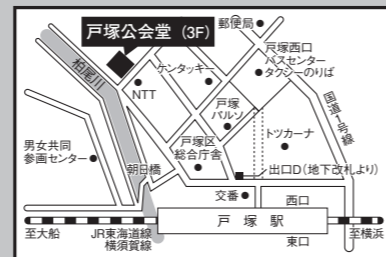 郵便局
戸塚公会堂（3F）
戸塚西口
バスセンター
タクシーのりば
柏尾川
ケンタッキー
NTT
戸塚
パルソ
国道1号線
トツカーナ
男女共同
参画センター
朝日橋
戸塚区
総合庁舎
出口D（地下改札より）
交番
西口
戸塚駅
至大船
JR東海道線
横須賀線
東口
至横浜